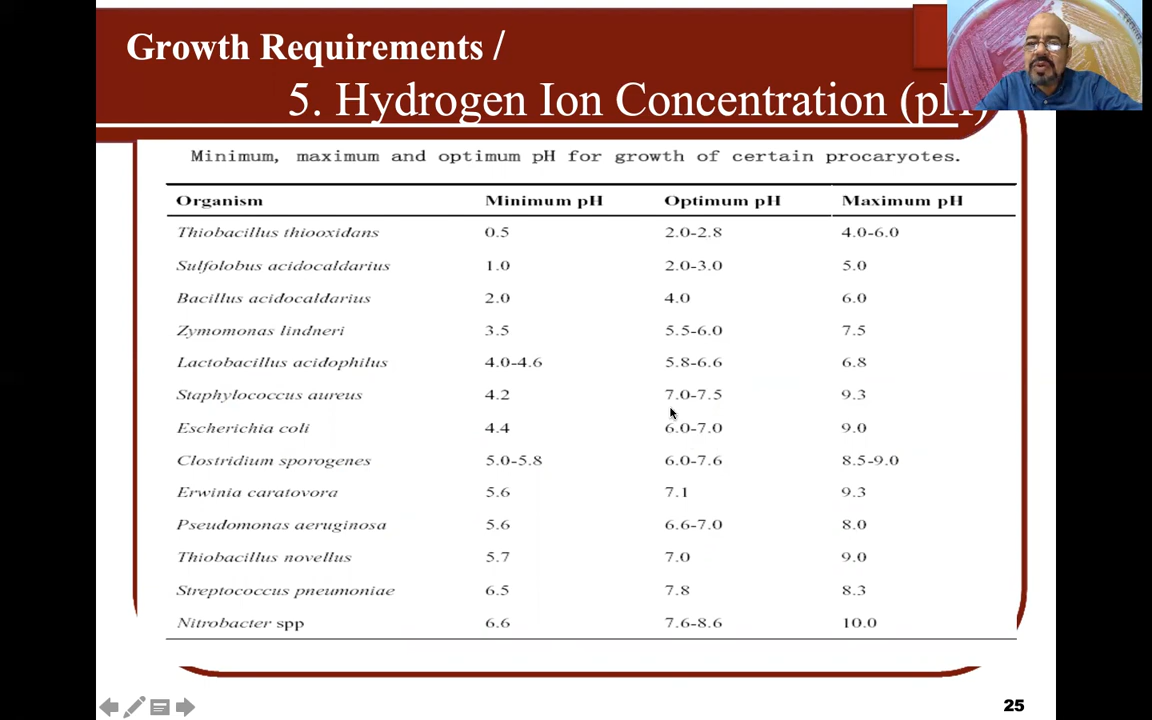 Growth Requirements /
5. Hydrogen Ion Concentration (pH)
Minimum, maximum and optimum pH for growth of certain procaryotes.
Organism Minimum pH Optimum pH Maximum pH
Thiobacillus thiooxidans 0.5 2.0-2.8 4.0-6.0
Sulfolobus acidocaldarius 1.0 2.0-3.0 5.0
Bacillus acidocaldarius 2.0 4.0 6.0
Zymomonas lindneri 3.5 5.5-6.0 7.5
Lactobacillus acidophilus 4.0-4.6 5.8-6.6 6.8
Staphylococcus aureus 4.2 7.0-7.5 9.3
Escherichia coli 4.4 6.0-7.0 9.0
Clostridium sporogenes 5.0-5.8 6.0-7.6 8.5-9.0
Erwinia caratovora 5.6 7.1 9.3
Pseudomonas aeruginosa 5.6 6.6-7.0 8.0
Thiobacillus novellus 5.7 7.0 9.0
Streptococcus pneumoniae 6.5 7.8 8.3
Nitrobacter spp 6.6 7.6-8.6 10.0
25